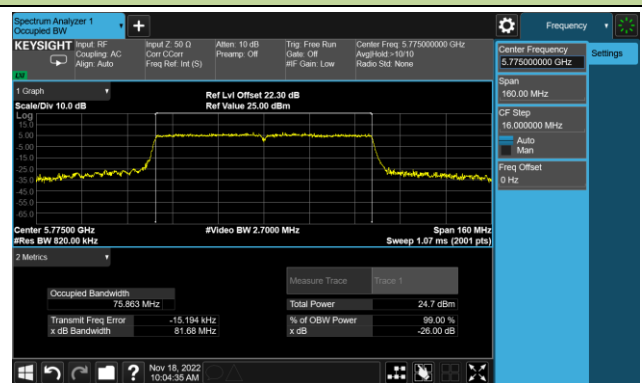 Spectrum Analyzer 1
Occupied BW
Frequency
KEYSIGHT
Input: RF
Coupling: AC
Align: Auto
Input Z: 50 Ω
Corr CCorr
Freq Ref: Int (S)
Atten: 10 dB
Preamp: Off
Trig: Free Run
Gate: Off
#IF Gain: Low
Center Freq: 5.775000000 GHz
Avg|Hold:>10/10
Radio Std: None
Center Frequency
5.775000000 GHz
Settings
Span
160.00 MHz
CF Step
16.000000 MHz
Auto
Man
Freq Offset
0 Hz
1 Graph
Scale/Div 10.0 dB
Ref Lvl Offset 22.30 dB
Ref Value 25.00 dBm
Log
15.0
5.00
-5.00
-15.0
-25.0
-35.0
-45.0
-55.0
-65.0
Center 5.77500 GHz
#Res BW 820.00 kHz
#Video BW 2.7000 MHz
Span 160 MHz
Sweep 1.07 ms (2001 pts)
2 Metrics
Measure Trace
Trace 1
Occupied Bandwidth
75.863 MHz
Total Power
24.7 dBm
Transmit Freq Error
-15.194 kHz
% of OBW Power
99.00 %
x dB Bandwidth
81.68 MHz
x dB
-26.00 dB
?
Nov 18, 2022
10:04:35 AM